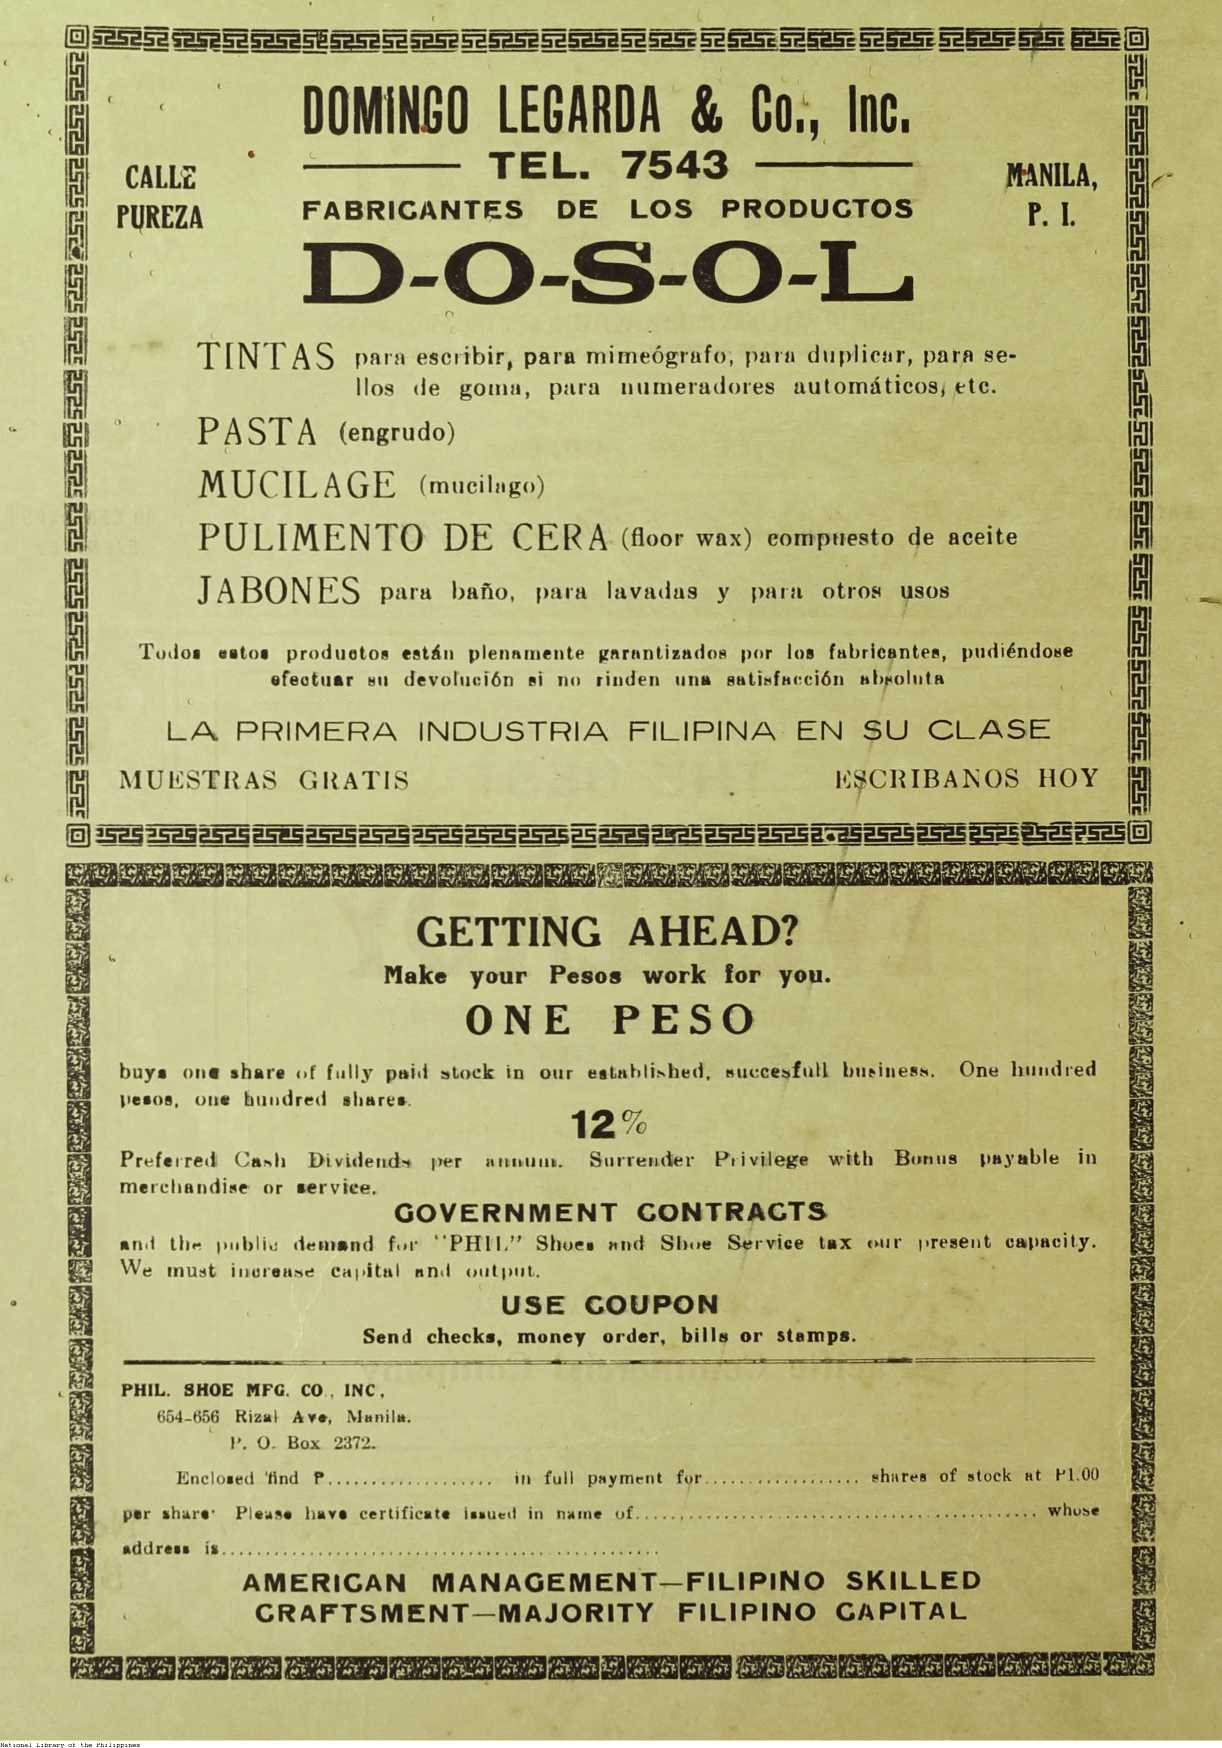 DOMINGO LEGARDA & Co., Inc.
CALLE
PUREZA
TEL. 7543
MANILA,
P. I.
FABRICANTES DE LOS PRODUCTOS
D-O-S-O-L
TINTAS para escribir, para mimeógrafo, para duplicar, para se-
llos de goma, para numeradores automáticos, etc.
PASTA (engrudo)
MUCILAGE (mucilago)
PULIMENTO DE CERA (floor wax) compuesto de aceite
JABONES para baño, para lavadas y para otros usos
Todos estos productos están plenamente garantizados por los fabricantes, pudiéndose
efectuar su devolución si no rinden una satisfacción absoluta
LA PRIMERA INDUSTRIA FILIPINA EN SU CLASE
MUESTRAS GRATIS ESCRIBANOS HOY
GETTING AHEAD?
Make your Pesos work for you.
ONE PESO
buys one share of fully paid stock in our established, succesfull business. One hundred
pesos, one hundred shares.
12%
Preferred Cash Dividends per annum. Surrender Privilege with Bonus payable in
merchandise or service.
GOVERNMENT CONTRACTS
and the public demand for "PHIL" Shoes and Shoe Service tax our present capacity.
We must increase capital and output.
USE COUPON
Send checks, money order, bills or stamps.
PHIL. SHOE MFG. CO., INC.
654-656 Rizal Ave, Manila.
P. O. Box 2372.
Enclosed find ₱................... in full payment for.................. shares of stock at ₱1.00
per share. Please have certificate issued in name of.............................................. whose
address is..................................................
AMERICAN MANAGEMENT—FILIPINO SKILLED
CRAFTSMENT—MAJORITY FILIPINO CAPITAL
National Library of the Philippines